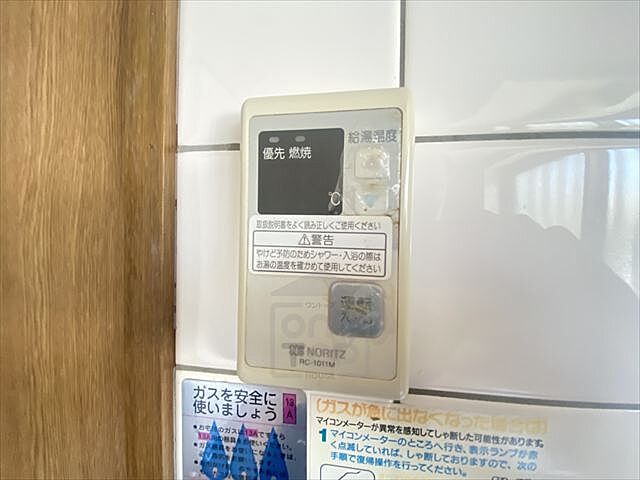 給湯温度
優先 燃焼
℃
取扱説明書をよく読み正しくご使用ください
⚠警告
やけど予防のためシャワー・入浴の際は
お湯の温度を確かめて使用してください
運転
NORITZ
RC-1011M
HOUSE
ガスを安全に
使いましょう
13
A
(ガスが急に出なくなった場合は)
マイコンメーターが異常を感知してしゃ断した可能性があります。
1 マイコンメーターのところへ行き、表示ランプが赤
く点滅していれば、しゃ断しておりますので、次の
手順で復帰操作を行ってください。